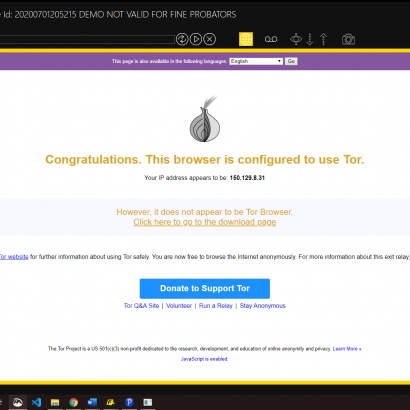 Id: 20200701205215 DEMO NOT VALID FOR FINE PROBATORS
This page is also available in the following languages: English Go
Congratulations. This browser is configured to use Tor.
Your IP address appears to be: 150.129.8.31
However, it does not appear to be Tor Browser.
Click here to go to the download page
Tor website for further information about using Tor safely. You are now free to browse the Internet anonymously. For more information about this exit relay,
Donate to Support Tor
Tor Q&A Site | Volunteer | Run a Relay | Stay Anonymous
The Tor Project is a US 501(c)(3) non-profit dedicated to the research, development, and education of online anonymity and privacy. Learn More »
JavaScript is enabled.